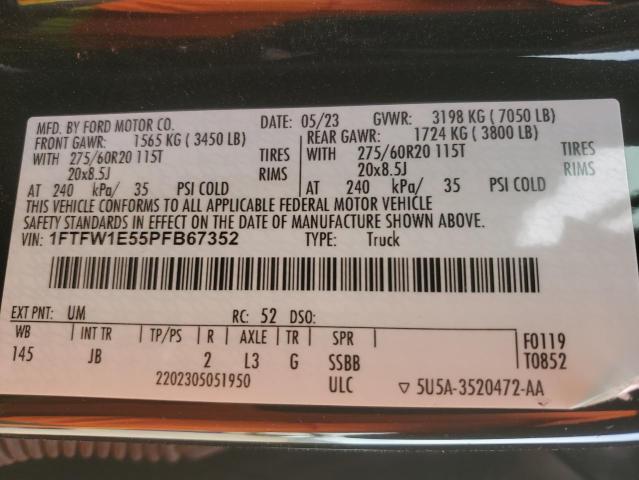 MFD. BY FORD MOTOR CO. DATE: 05/23 GVWR: 3198 KG ( 7050 LB)
FRONT GAWR: 1565 KG ( 3450 LB) REAR GAWR: 1724 KG ( 3800 LB)
WITH 275/60R20 115T TIRES WITH 275/60R20 115T TIRES
20x8.5J RIMS 20x8.5J RIMS
AT 240 kPa/ 35 PSI COLD AT 240 kPa/ 35 PSI COLD
THIS VEHICLE CONFORMS TO ALL APPLICABLE FEDERAL MOTOR VEHICLE
SAFETY STANDARDS IN EFFECT ON THE DATE OF MANUFACTURE SHOWN ABOVE.
VIN: 1FTFW1E55PFB67352 TYPE: Truck
EXT PNT: UM RC: 52 DSO:
WB INT TR TP/PS R AXLE TR SPR F0119
145 JB 2 L3 G SSBB T0852
2202305051950 ULC ▽ 5U5A-3520472-AA